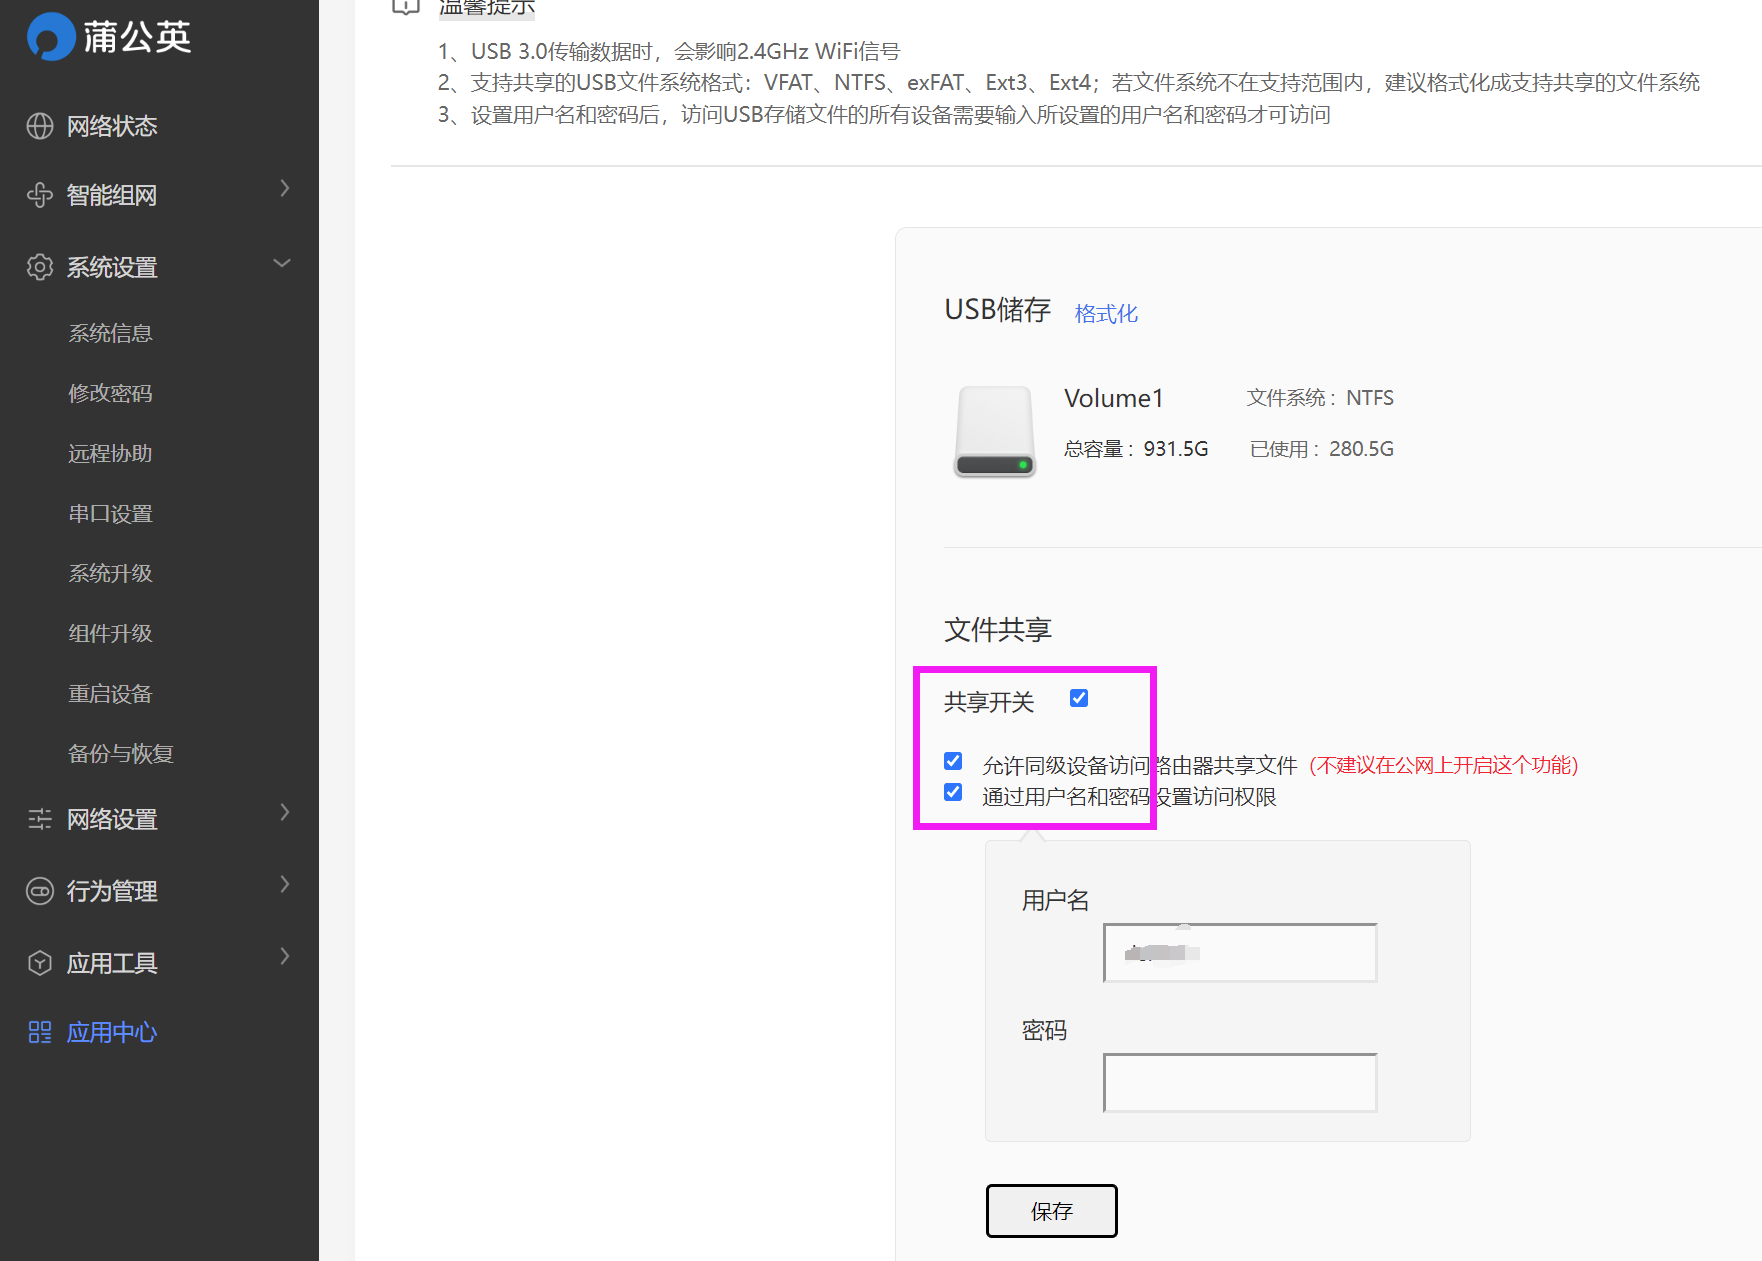 蒲公英
网络状态
智能组网
系统设置
系统信息
修改密码
远程协助
串口设置
系统升级
组件升级
重启设备
备份与恢复
网络设置
行为管理
应用工具
应用中心
温馨提示
1、USB 3.0传输数据时，会影响2.4GHz WiFi信号
2、支持共享的USB文件系统格式：VFAT、NTFS、exFAT、Ext3、Ext4；若文件系统不在支持范围内，建议格式化成支持共享的文件系统
3、设置用户名和密码后，访问USB存储文件的所有设备需要输入所设置的用户名和密码才可访问
USB储存 格式化
Volume1 文件系统： NTFS
总容量： 931.5G 已使用： 280.5G
文件共享
共享开关
允许同级设备访问路由器共享文件 （不建议在公网上开启这个功能）
通过用户名和密码设置访问权限
用户名
密码
保存